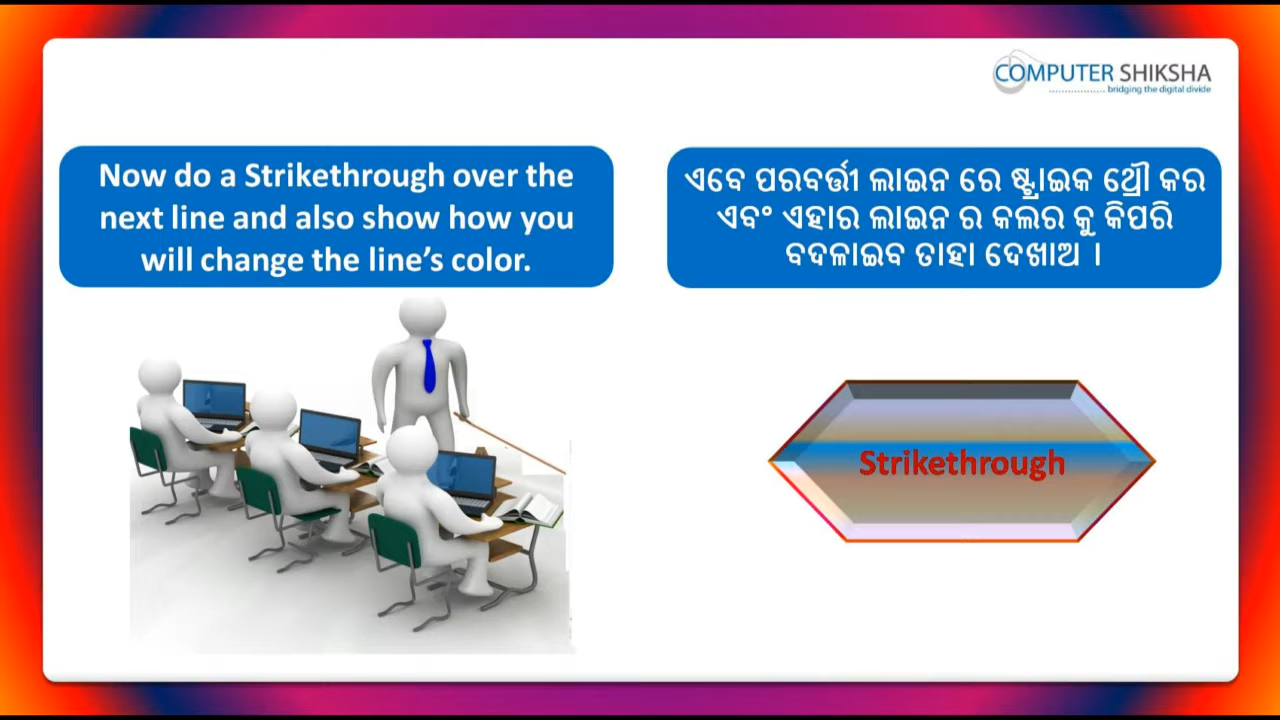 COMPUTER SHIKSHA
bridging the digital divide
Now do a Strikethrough over the
next line and also show how you
will change the line’s color.
ଏବେ ପରବର୍ତ୍ତୀ ଲାଇନ ରେ ଷ୍ଟ୍ରାଇକ ଥ୍ରୌ କର
ଏବଂ ଏହାର ଲାଇନ ର କଲର କୁ କିପରି
ବଦଳାଇବ ତାହା ଦେଖାଅ ।
Strikethrough